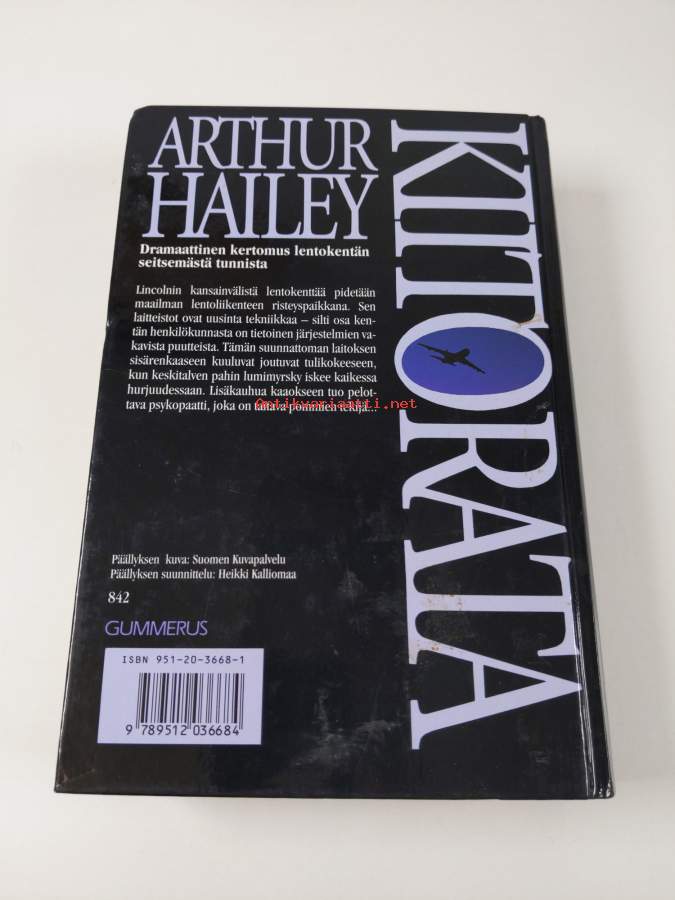 ARTHUR
HAILEY
KIITORATA
Dramaattinen kertomus lentokentän
seitsemästä tunnista
Lincolnin kansainvälistä lentokenttää pidetään
maailman lentoliikenteen risteyspaikkana. Sen
laitteistot ovat uusinta tekniikkaa – silti osa ken-
tän henkilökunnasta on tietoinen järjestelmien va-
kavista puutteista. Tämän suunnattoman laitoksen
sisärenkaaseen kuuluvat joutuvat tulikokeeseen,
kun keskitalven pahin lumimyrsky iskee kaikessa
hurjuudessaan. Lisäkauhua kaaokseen tuo pelot-
tava psykopaatti, joka on taitava pommien tekijä...
Antikvariaatti.net
Päällyksen kuva: Suomen Kuvapalvelu
Päällyksen suunnittelu: Heikki Kalliomaa
842
GUMMERUS
ISBN 951-20-3668-1
9 789512 036684